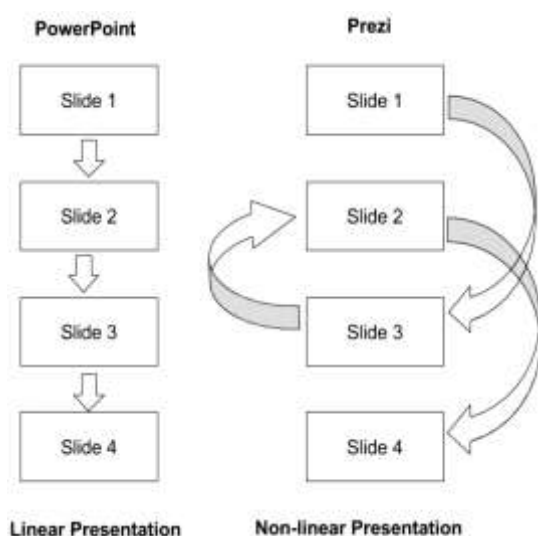 PowerPoint
Slide 1
Slide 2
Slide 3
Slide 4
Linear Presentation
Prezi
Slide 1
Slide 2
Slide 3
Slide 4
Non-linear Presentation